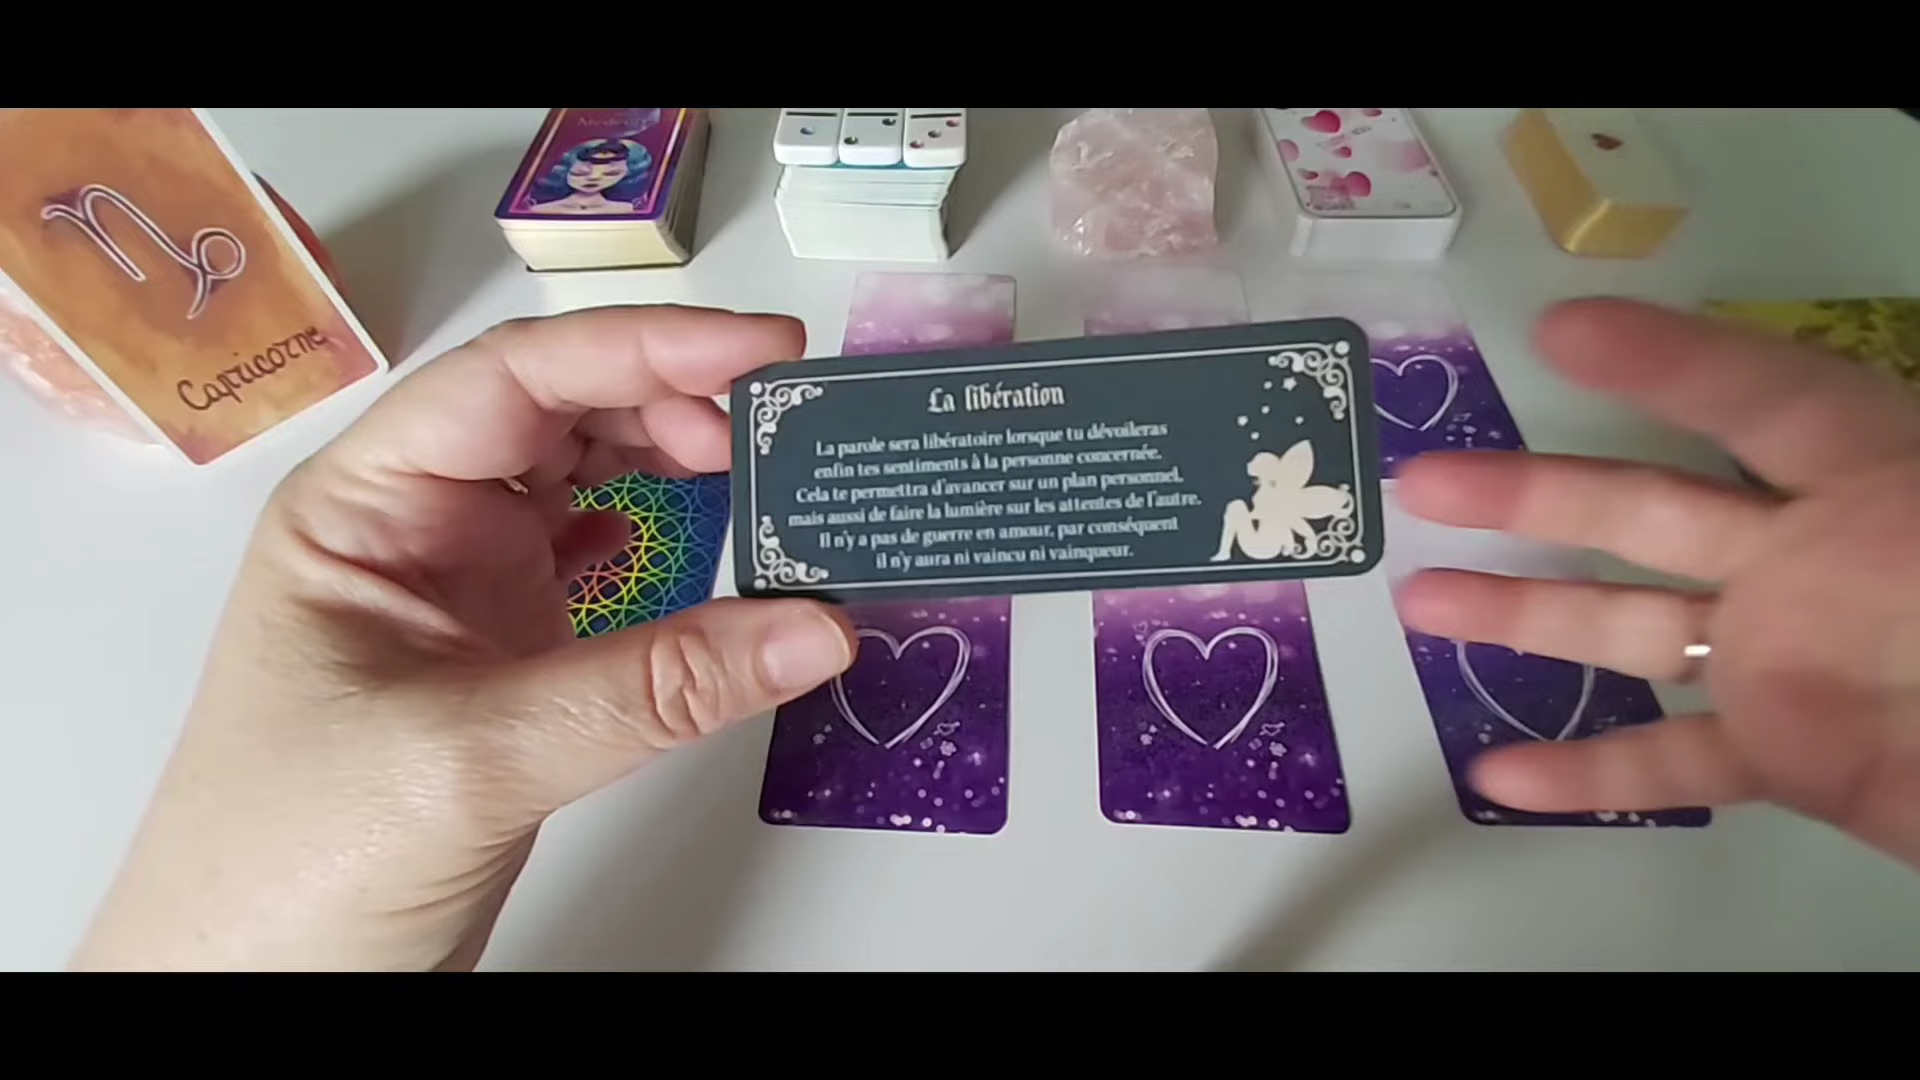 Capricorne
La libération
La parole sera libératoire lorsque tu dévoileras
enfin tes sentiments à la personne concernée.
Cela te permettra d'avancer sur un plan personnel,
mais aussi de faire la lumière sur les attentes de l'autre.
Il n'y a pas de guerre en amour, par conséquent
il n'y aura ni vaincu ni vainqueur.